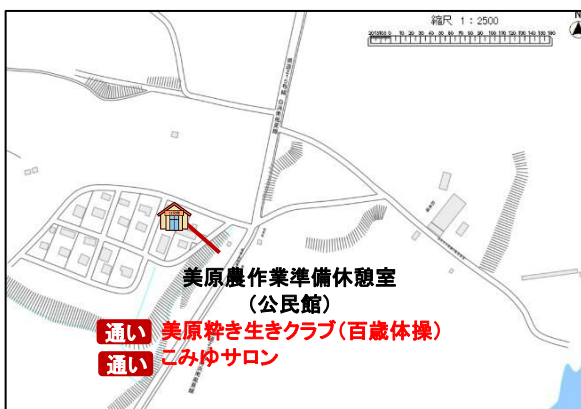 縮尺 1：2500
N
美原農作業準備休憩室
(公民館)
通い 美原粋き生きクラブ(百歳体操)
通い こみゆサロン